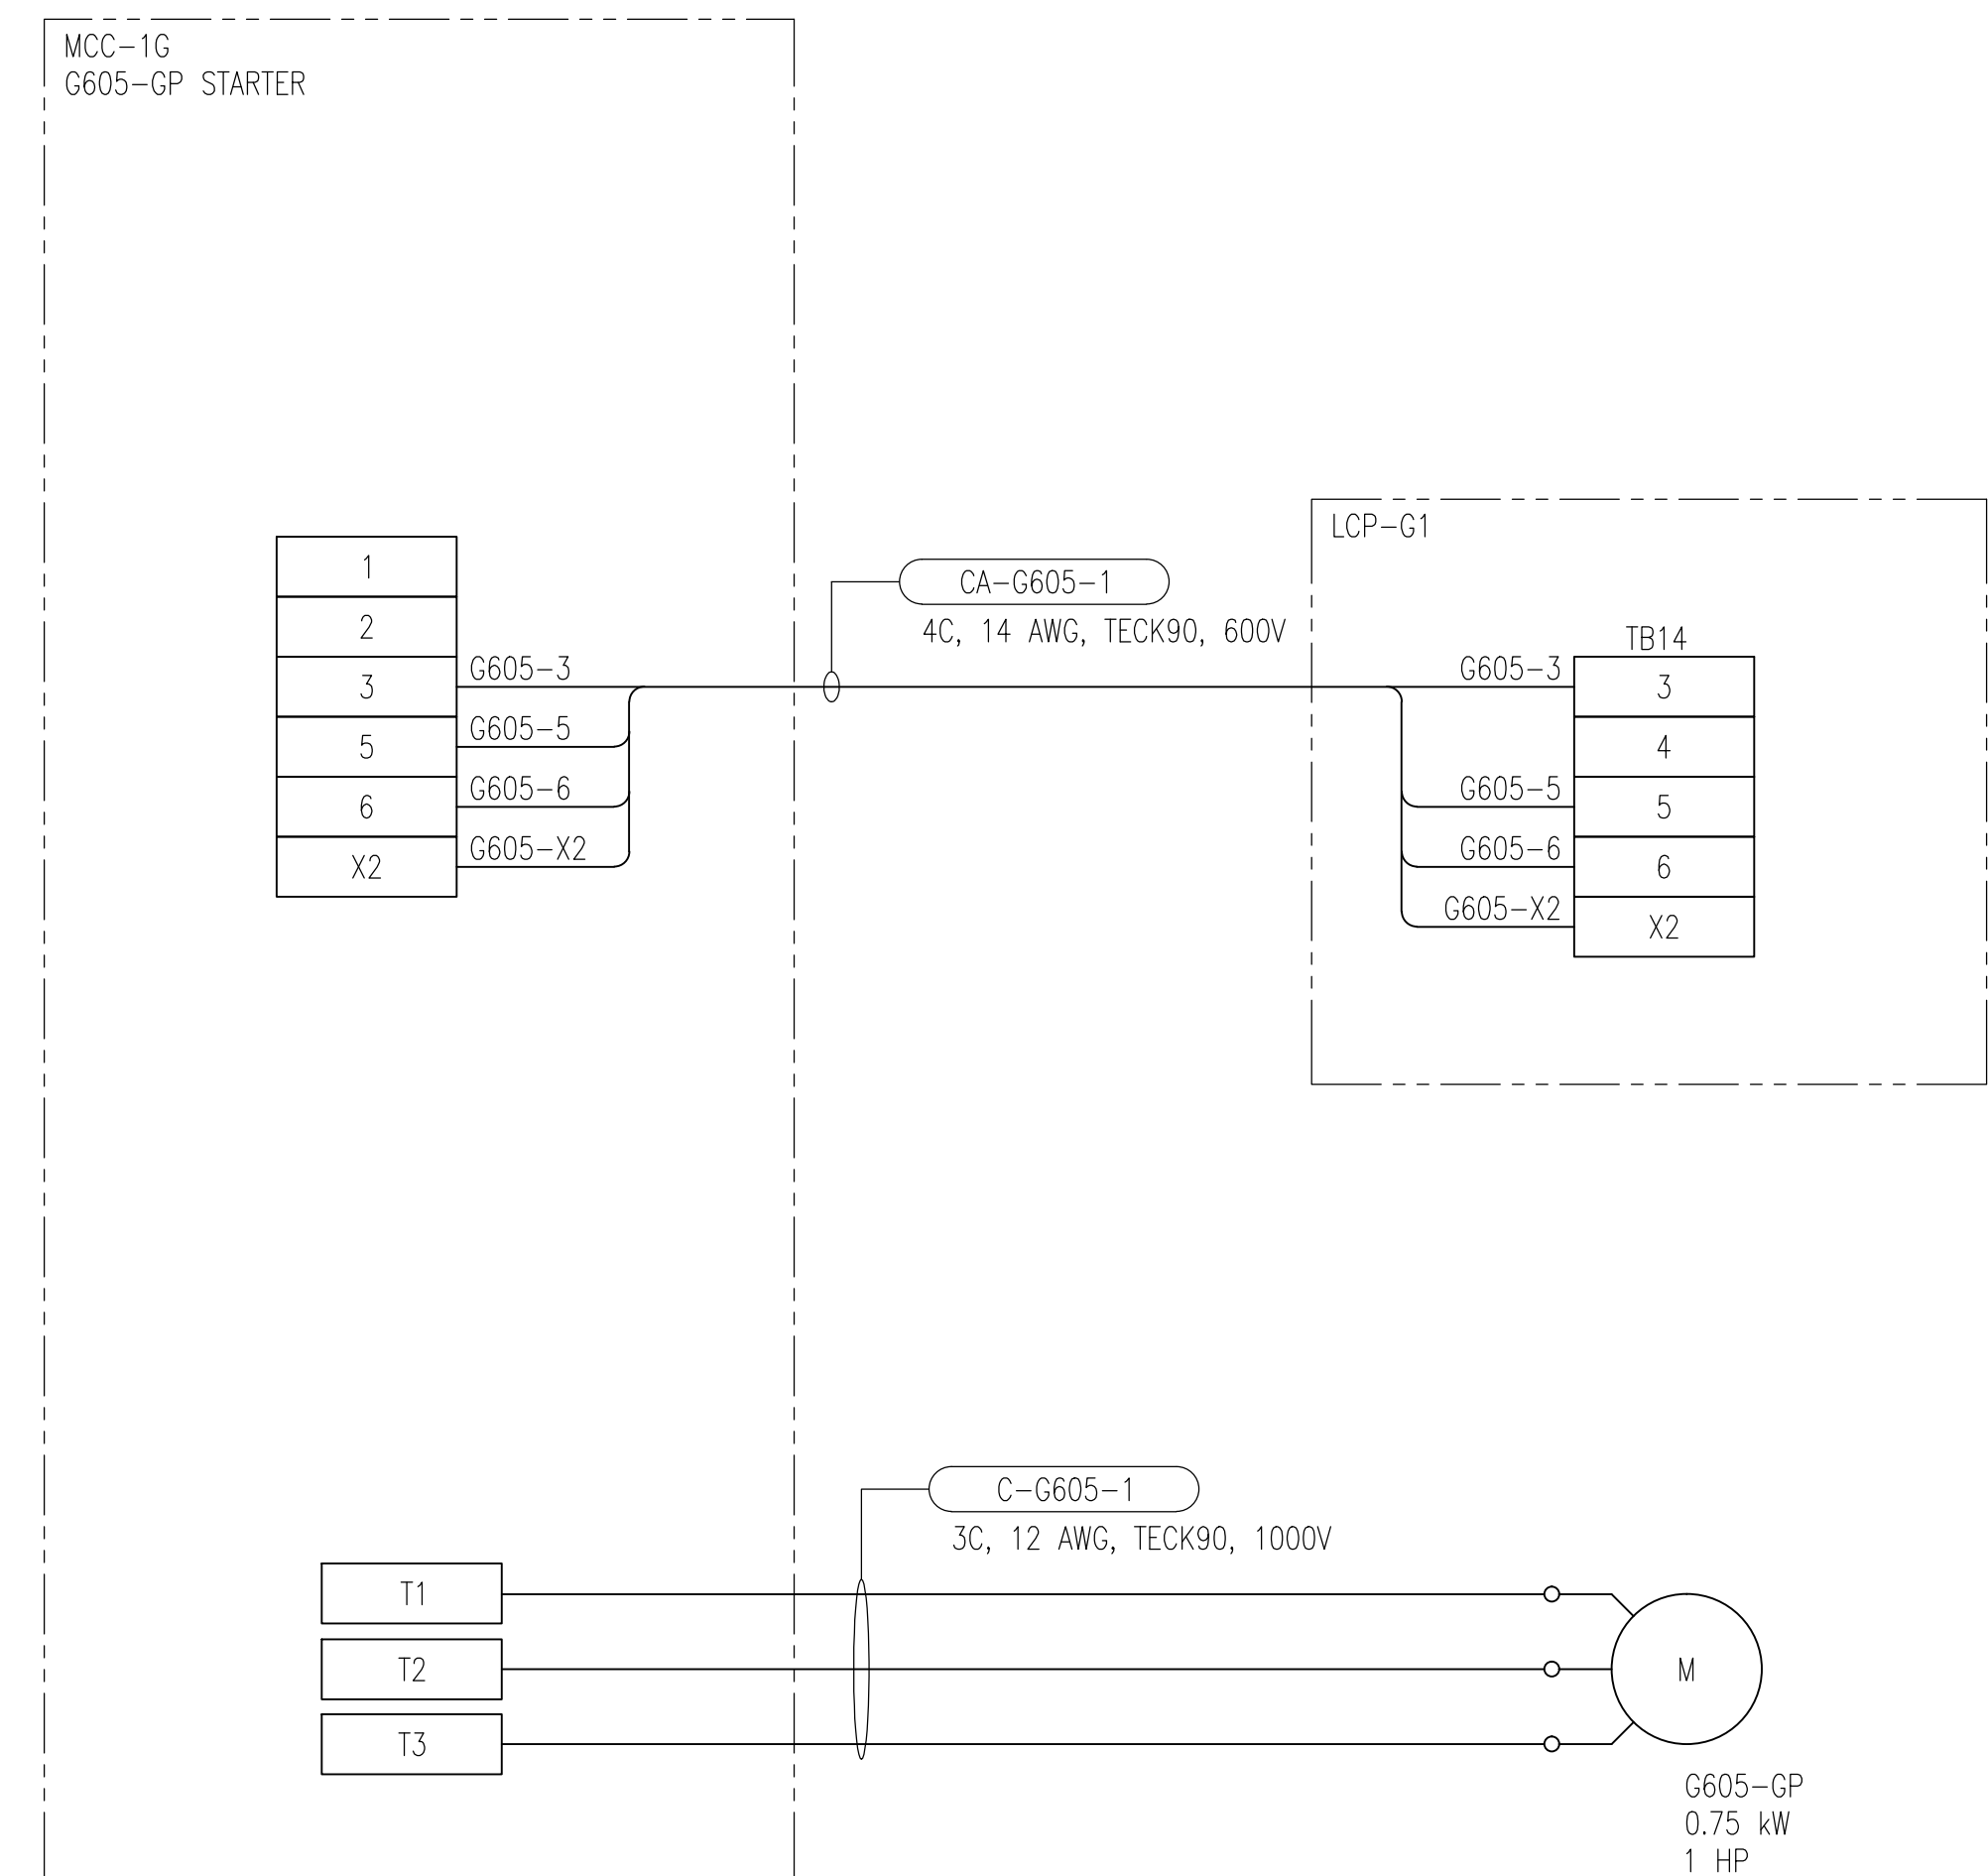 MCC-1G
G605-GP STARTER
LCP-G1
1
2
3
5
6
X2
G605-3
G605-5
G605-6
G605-X2
CA-G605-1
4C, 14 AWG, TECK90, 600V
TB14
G605-3
G605-5
G605-6
G605-X2
3
4
5
6
X2
C-G605-1
3C, 12 AWG, TECK90, 1000V
T1
T2
T3
M
G605-GP
0.75 kW
1 HP